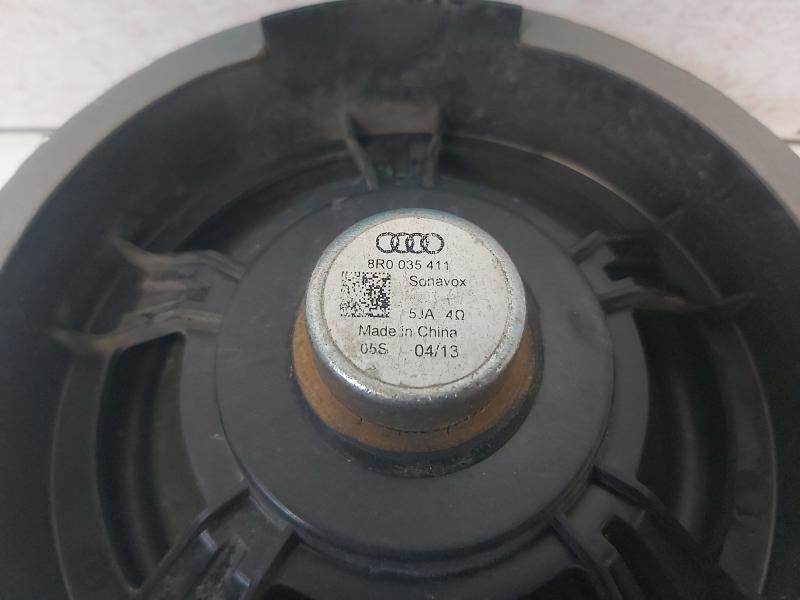 8R0 035 411
Sonavox
5JA 4Ω
Made in China
05S 04/13